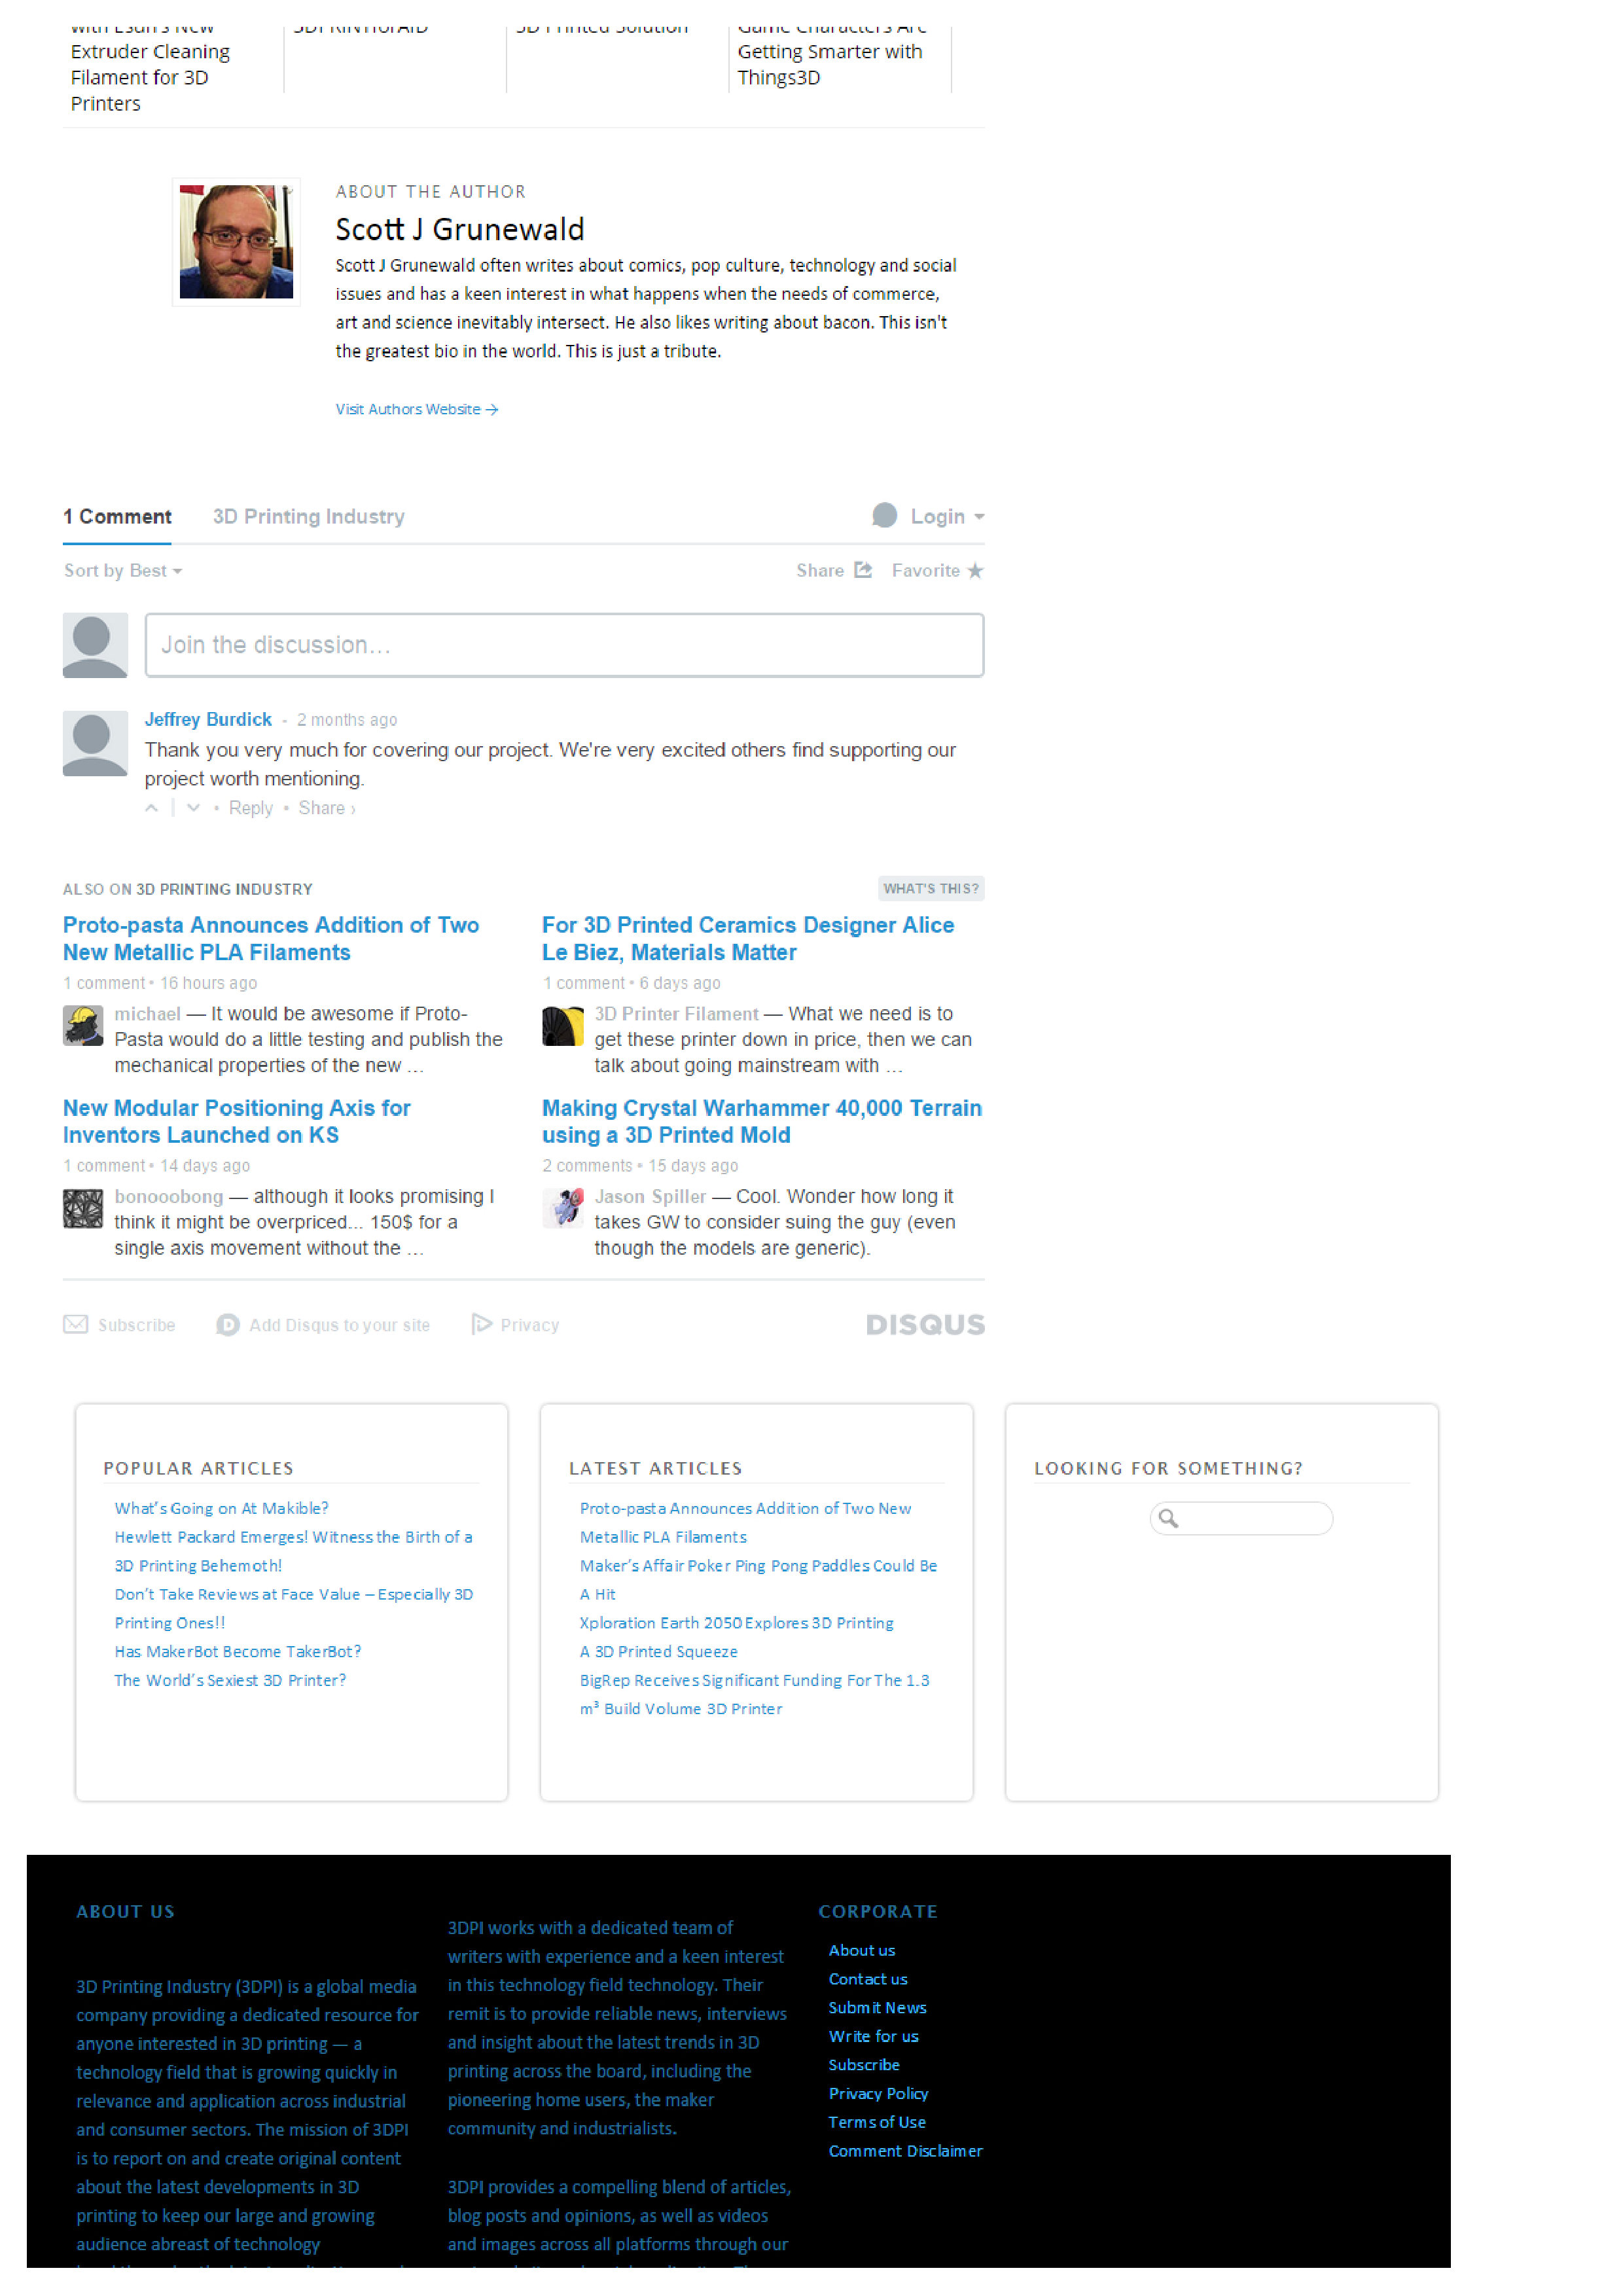 with Esun's New
Extruder Cleaning
Filament for 3D
Printers
3DPRINTforAID
3D Printed Solution
Game Characters Are
Getting Smarter with
Things3D
ABOUT THE AUTHOR
Scott J Grunewald
Scott J Grunewald often writes about comics, pop culture, technology and social
issues and has a keen interest in what happens when the needs of commerce,
art and science inevitably intersect. He also likes writing about bacon. This isn't
the greatest bio in the world. This is just a tribute.
Visit Authors Website →
1 Comment 3D Printing Industry Login
Sort by Best Share Favorite ★
Join the discussion...
Jeffrey Burdick - 2 months ago
Thank you very much for covering our project. We're very excited others find supporting our
project worth mentioning.
• Reply • Share ›
ALSO ON 3D PRINTING INDUSTRY WHAT'S THIS?
Proto-pasta Announces Addition of Two
New Metallic PLA Filaments
1 comment • 16 hours ago
michael — It would be awesome if Proto-
Pasta would do a little testing and publish the
mechanical properties of the new ...
For 3D Printed Ceramics Designer Alice
Le Biez, Materials Matter
1 comment • 6 days ago
3D Printer Filament — What we need is to
get these printer down in price, then we can
talk about going mainstream with ...
New Modular Positioning Axis for
Inventors Launched on KS
1 comment • 14 days ago
bonooobong — although it looks promising I
think it might be overpriced... 150$ for a
single axis movement without the ...
Making Crystal Warhammer 40,000 Terrain
using a 3D Printed Mold
2 comments • 15 days ago
Jason Spiller — Cool. Wonder how long it
takes GW to consider suing the guy (even
though the models are generic).
Subscribe Add Disqus to your site Privacy DISQUS
POPULAR ARTICLES
What's Going on At Makible?
Hewlett Packard Emerges! Witness the Birth of a
3D Printing Behemoth!
Don't Take Reviews at Face Value – Especially 3D
Printing Ones!!
Has MakerBot Become TakerBot?
The World's Sexiest 3D Printer?
LATEST ARTICLES
Proto-pasta Announces Addition of Two New
Metallic PLA Filaments
Maker's Affair Poker Ping Pong Paddles Could Be
A Hit
Xploration Earth 2050 Explores 3D Printing
A 3D Printed Squeeze
BigRep Receives Significant Funding For The 1.3
m³ Build Volume 3D Printer
LOOKING FOR SOMETHING?
ABOUT US
3D Printing Industry (3DPI) is a global media
company providing a dedicated resource for
anyone interested in 3D printing — a
technology field that is growing quickly in
relevance and application across industrial
and consumer sectors. The mission of 3DPI
is to report on and create original content
about the latest developments in 3D
printing to keep our large and growing
audience abreast of technology
3DPI works with a dedicated team of
writers with experience and a keen interest
in this technology field technology. Their
remit is to provide reliable news, interviews
and insight about the latest trends in 3D
printing across the board, including the
pioneering home users, the maker
community and industrialists.
3DPI provides a compelling blend of articles,
blog posts and opinions, as well as videos
and images across all platforms through our
CORPORATE
About us
Contact us
Submit News
Write for us
Subscribe
Privacy Policy
Terms of Use
Comment Disclaimer